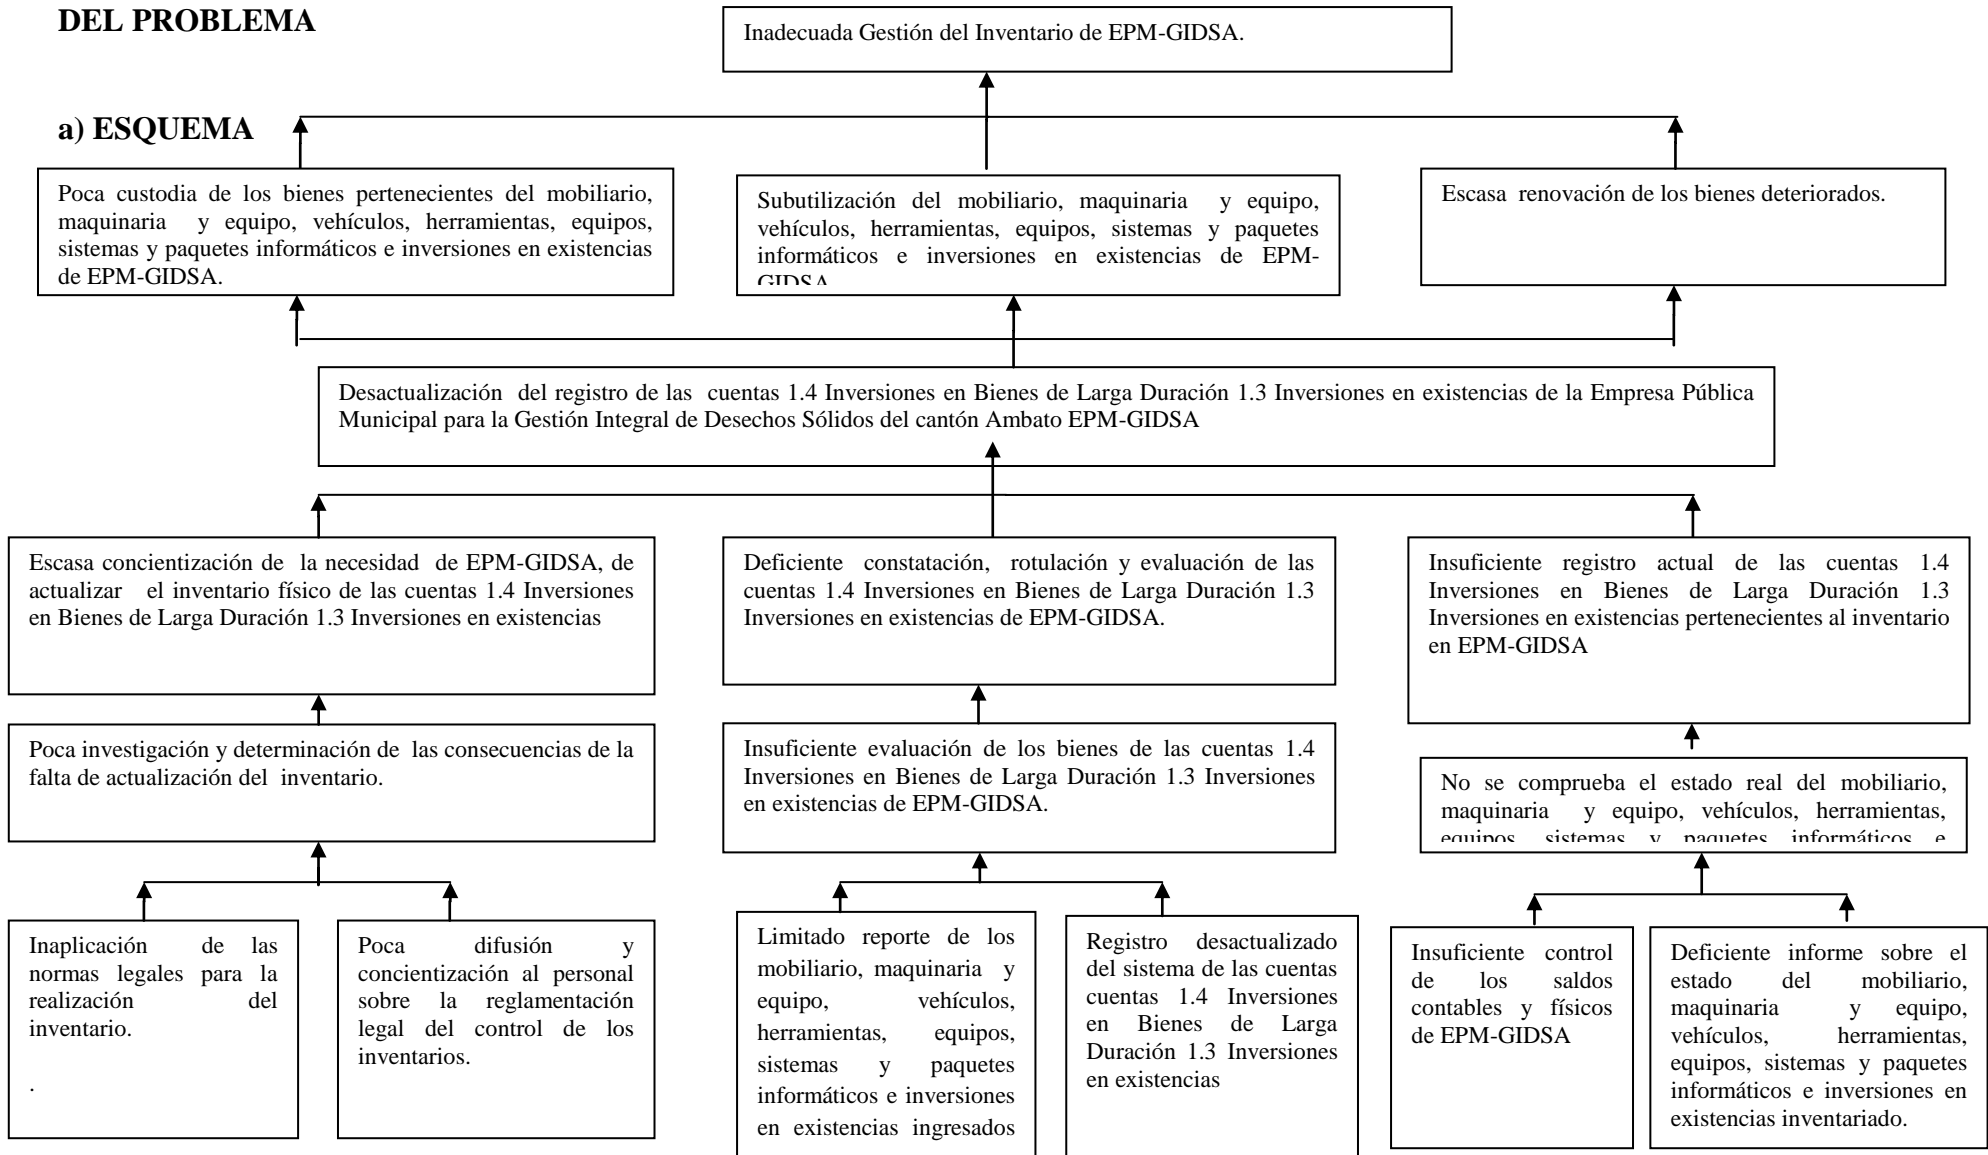 DEL PROBLEMA
Inadecuada Gestión del Inventario de EPM-GIDSA.
a) ESQUEMA
Poca custodia de los bienes pertenecientes del mobiliario,
maquinaria y equipo, vehículos, herramientas, equipos,
sistemas y paquetes informáticos e inversiones en existencias
de EPM-GIDSA.
Subutilización del mobiliario, maquinaria y equipo,
vehículos, herramientas, equipos, sistemas y paquetes
informáticos e inversiones en existencias de EPM-
GIDSA
Escasa renovación de los bienes deteriorados.
Desactualización del registro de las cuentas 1.4 Inversiones en Bienes de Larga Duración 1.3 Inversiones en existencias de la Empresa Pública
Municipal para la Gestión Integral de Desechos Sólidos del cantón Ambato EPM-GIDSA
Escasa concientización de la necesidad de EPM-GIDSA, de
actualizar el inventario físico de las cuentas 1.4 Inversiones
en Bienes de Larga Duración 1.3 Inversiones en existencias
Deficiente constatación, rotulación y evaluación de las
cuentas 1.4 Inversiones en Bienes de Larga Duración 1.3
Inversiones en existencias de EPM-GIDSA.
Insuficiente registro actual de las cuentas 1.4
Inversiones en Bienes de Larga Duración 1.3
Inversiones en existencias pertenecientes al inventario
en EPM-GIDSA
Poca investigación y determinación de las consecuencias de la
falta de actualización del inventario.
Insuficiente evaluación de los bienes de las cuentas 1.4
Inversiones en Bienes de Larga Duración 1.3 Inversiones
en existencias de EPM-GIDSA.
No se comprueba el estado real del mobiliario,
maquinaria y equipo, vehículos, herramientas,
equipos, sistemas y paquetes informáticos e
Inaplicación de las
normas legales para la
realización del
inventario.
.
Poca difusión y
concientización al personal
sobre la reglamentación
legal del control de los
inventarios.
Limitado reporte de los
mobiliario, maquinaria y
equipo, vehículos,
herramientas, equipos,
sistemas y paquetes
informáticos e inversiones
en existencias ingresados
Registro desactualizado
del sistema de las cuentas
cuentas 1.4 Inversiones
en Bienes de Larga
Duración 1.3 Inversiones
en existencias
Insuficiente control
de los saldos
contables y físicos
de EPM-GIDSA
Deficiente informe sobre el
estado del mobiliario,
maquinaria y equipo,
vehículos, herramientas,
equipos, sistemas y paquetes
informáticos e inversiones en
existencias inventariado.